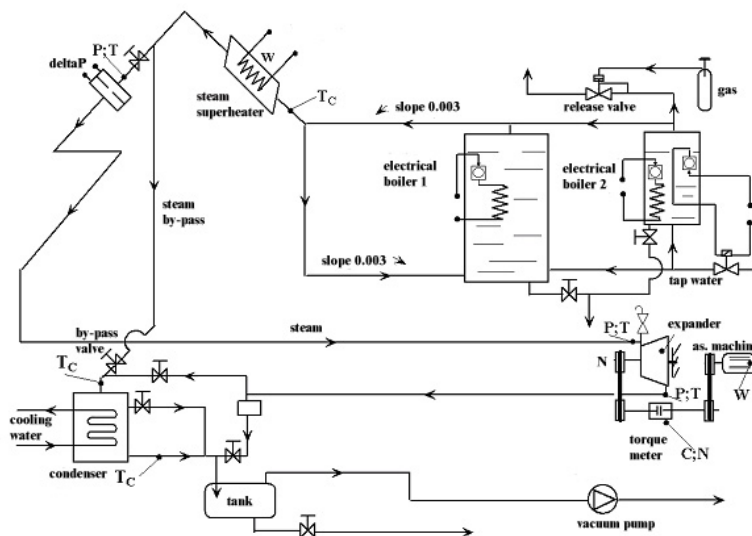 P;T
deltaP
W
steam
superheater
T_C
slope 0.003
release valve
gas
electrical
boiler 1
electrical
boiler 2
steam
by-pass
slope 0.003
tap water
by-pass
valve
steam
P;T
expander
as. machin
T_C
N
W
cooling
water
P;T
condenser
T_C
torque
meter
C;N
tank
vacuum pump